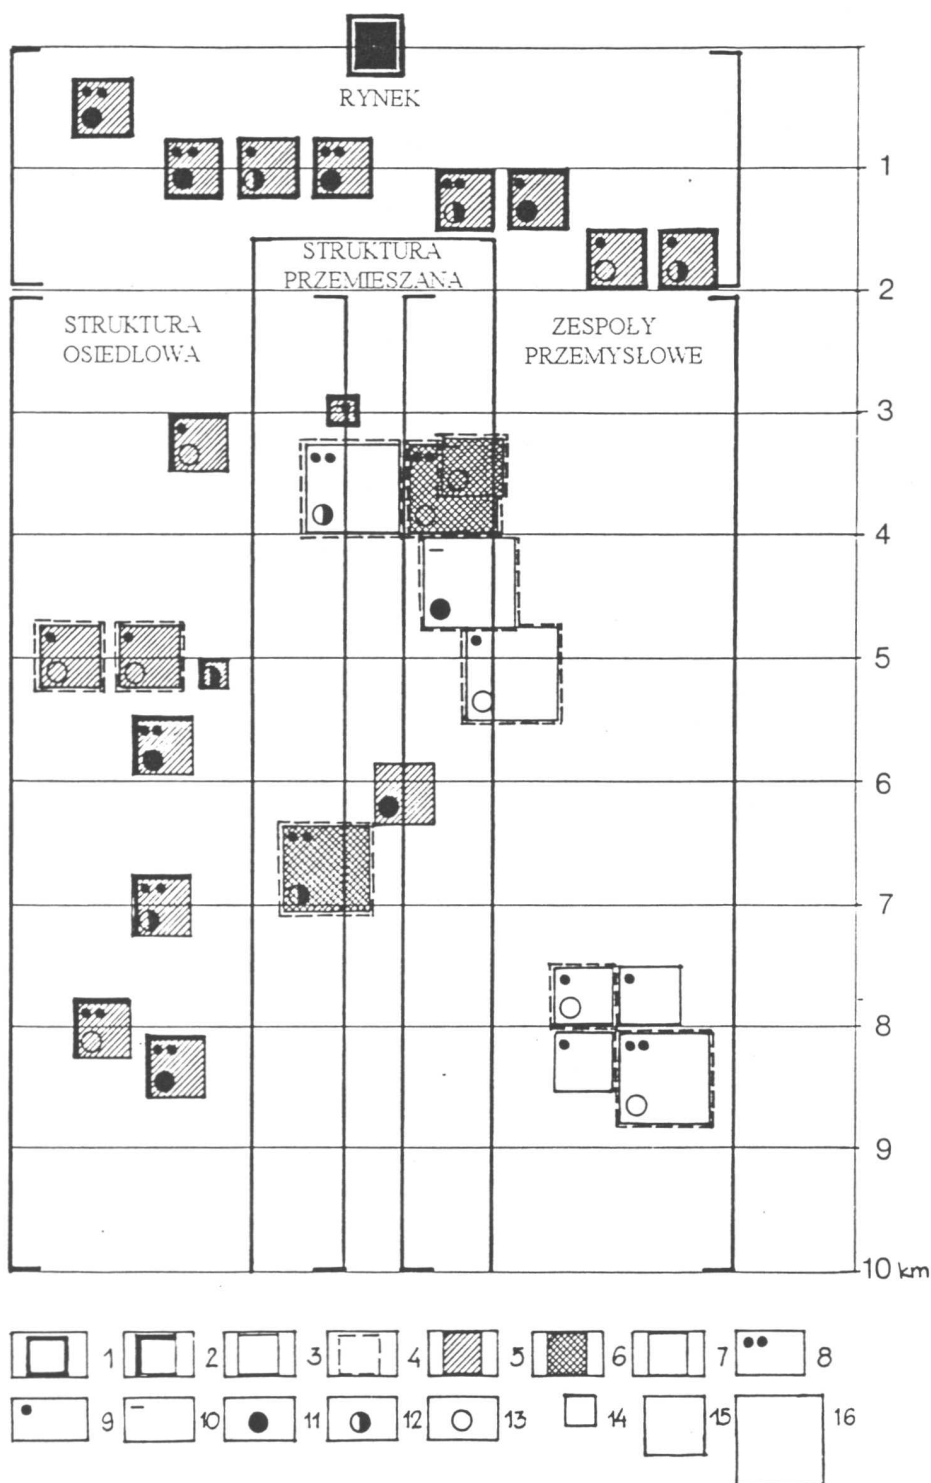 RYNEK
1
STRUKTURA
PRZEMIESZANA
2
STRUKTURA
OSIEDLOWA
ZESPOŁY
PRZEMYSŁOWE
3
4
5
6
7
8
9
10 km
1 2 3 4 5 6 7 8
9 10 11 12 13 14 15 16